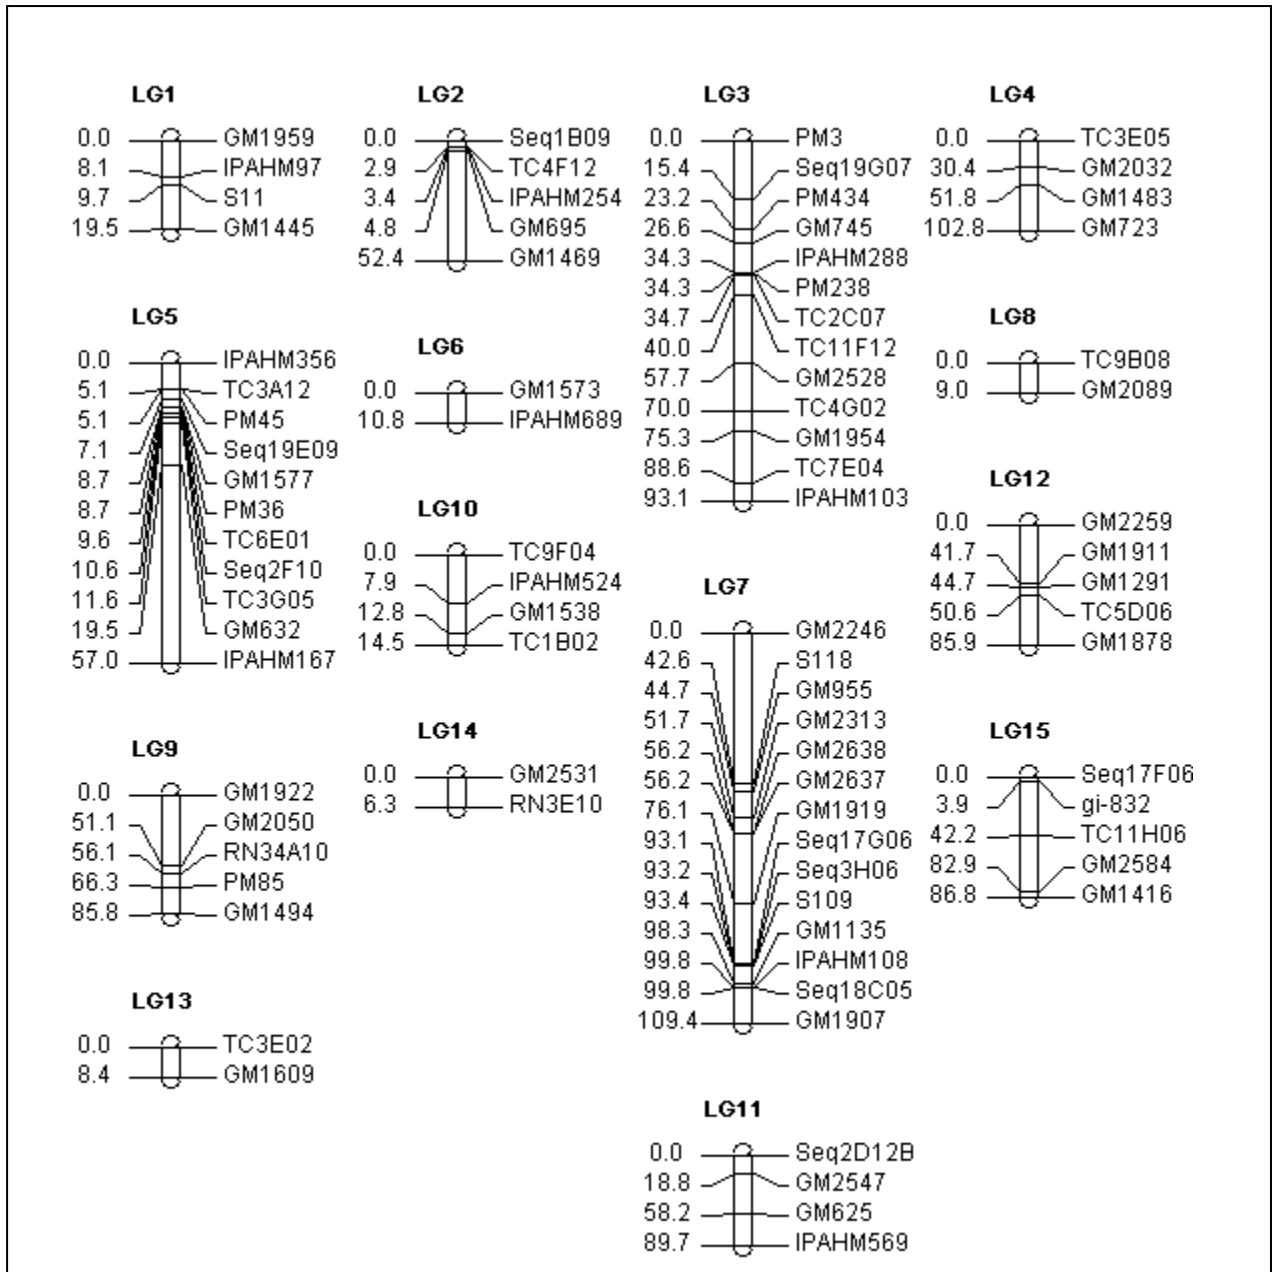 LG1
0.0 GM1959
8.1 IPAHM97
9.7 S11
19.5 GM1445
LG2
0.0 Seq1B09
2.9 TC4F12
3.4 IPAHM254
4.8 GM695
52.4 GM1469
LG3
0.0 PM3
15.4 Seq19G07
23.2 PM434
26.6 GM745
34.3 IPAHM288
34.3 PM238
34.7 TC2C07
40.0 TC11F12
57.7 GM2528
70.0 TC4G02
75.3 GM1954
88.6 TC7E04
93.1 IPAHM103
LG4
0.0 TC3E05
30.4 GM2032
51.8 GM1483
102.8 GM723
LG5
0.0 IPAHM356
5.1 TC3A12
5.1 PM45
7.1 Seq19E09
8.7 GM1577
8.7 PM36
9.6 TC6E01
10.6 Seq2F10
11.6 TC3G05
19.5 GM632
57.0 IPAHM167
LG6
0.0 GM1573
10.8 IPAHM689
LG8
0.0 TC9B08
9.0 GM2089
LG10
0.0 TC9F04
7.9 IPAHM524
12.8 GM1538
14.5 TC1B02
LG7
0.0 GM2246
42.6 S118
44.7 GM955
51.7 GM2313
56.2 GM2638
56.2 GM2637
76.1 GM1919
93.1 Seq17G06
93.2 Seq3H06
93.4 S109
98.3 GM1135
99.8 IPAHM108
99.8 Seq18C05
109.4 GM1907
LG12
0.0 GM2259
41.7 GM1911
44.7 GM1291
50.6 TC5D06
85.9 GM1878
LG9
0.0 GM1922
51.1 GM2050
56.1 RN34A10
66.3 PM85
85.8 GM1494
LG14
0.0 GM2531
6.3 RN3E10
LG15
0.0 Seq17F06
3.9 gi-832
42.2 TC11H06
82.9 GM2584
86.8 GM1416
LG13
0.0 TC3E02
8.4 GM1609
LG11
0.0 Seq2D12B
18.8 GM2547
58.2 GM625
89.7 IPAHM569